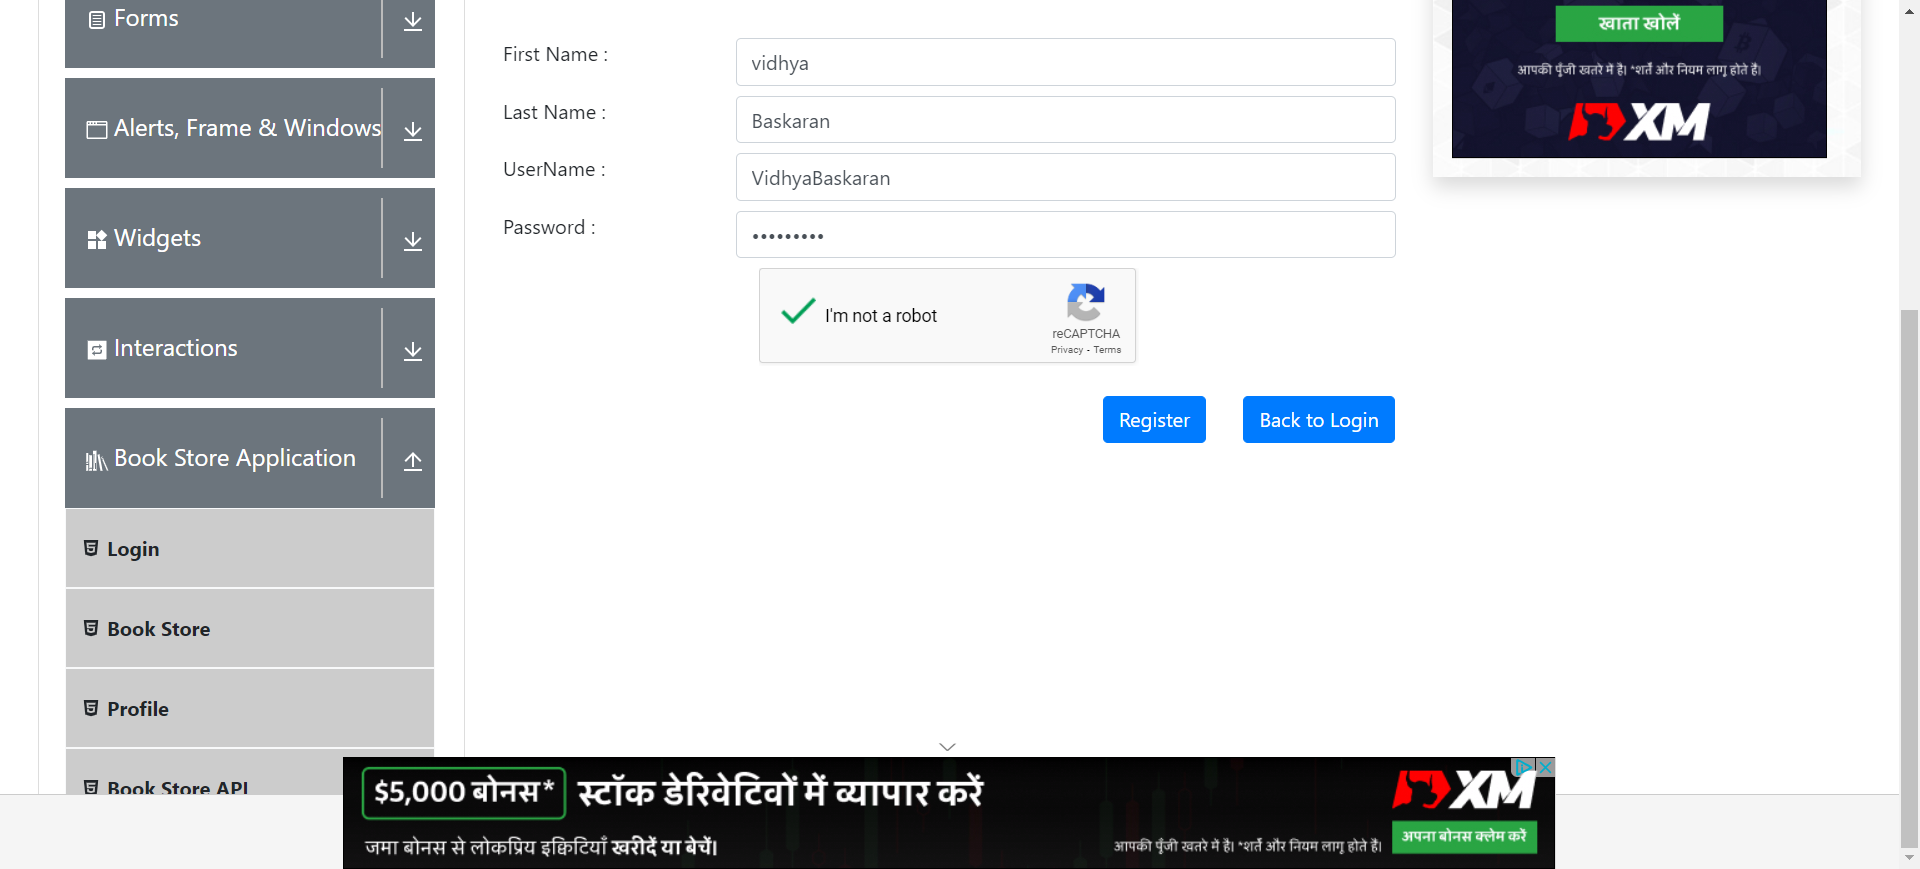 Forms
Alerts, Frame & Windows
Widgets
Interactions
Book Store Application
Login
Book Store
Profile
Book Store API
First Name :
vidhya
Last Name :
Baskaran
UserName :
VidhyaBaskaran
Password :
•••••••••
I'm not a robot
reCAPTCHA
Privacy - Terms
Register
Back to Login
खाता खोलें
आपकी पूँजी खतरे में है। *शर्तें और नियम लागू होते है।
XM
$5,000 बोनस*
स्टॉक डेरिवेटिवों में व्यापार करें
जमा बोनस से लोकप्रिय इक्विटियाँ खरीदें या बेचें।
आपकी पूँजी खतरे में है। *शर्तें और नियम लागू होते है।
XM
अपना बोनस क्लेम करें